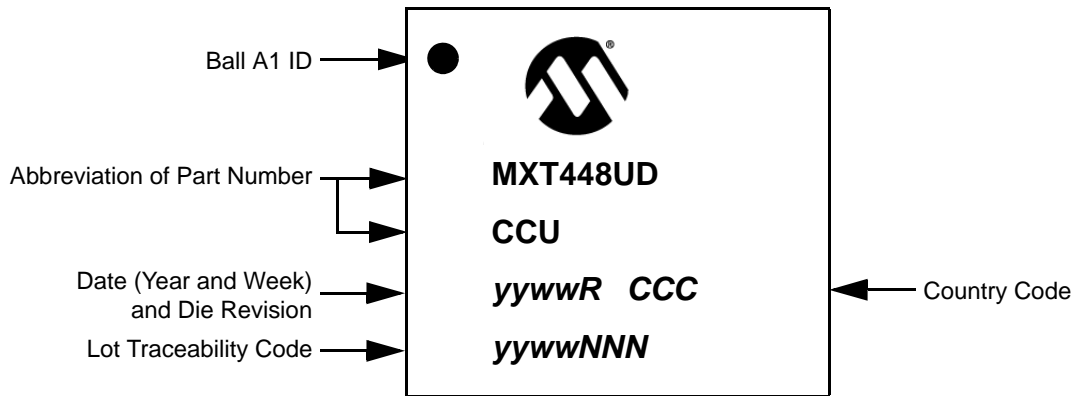 Ball A1 ID
®
Abbreviation of Part Number
MXT448UD
CCU
Date (Year and Week)
and Die Revision
yywwR CCC
Country Code
Lot Traceability Code
yywwNNN